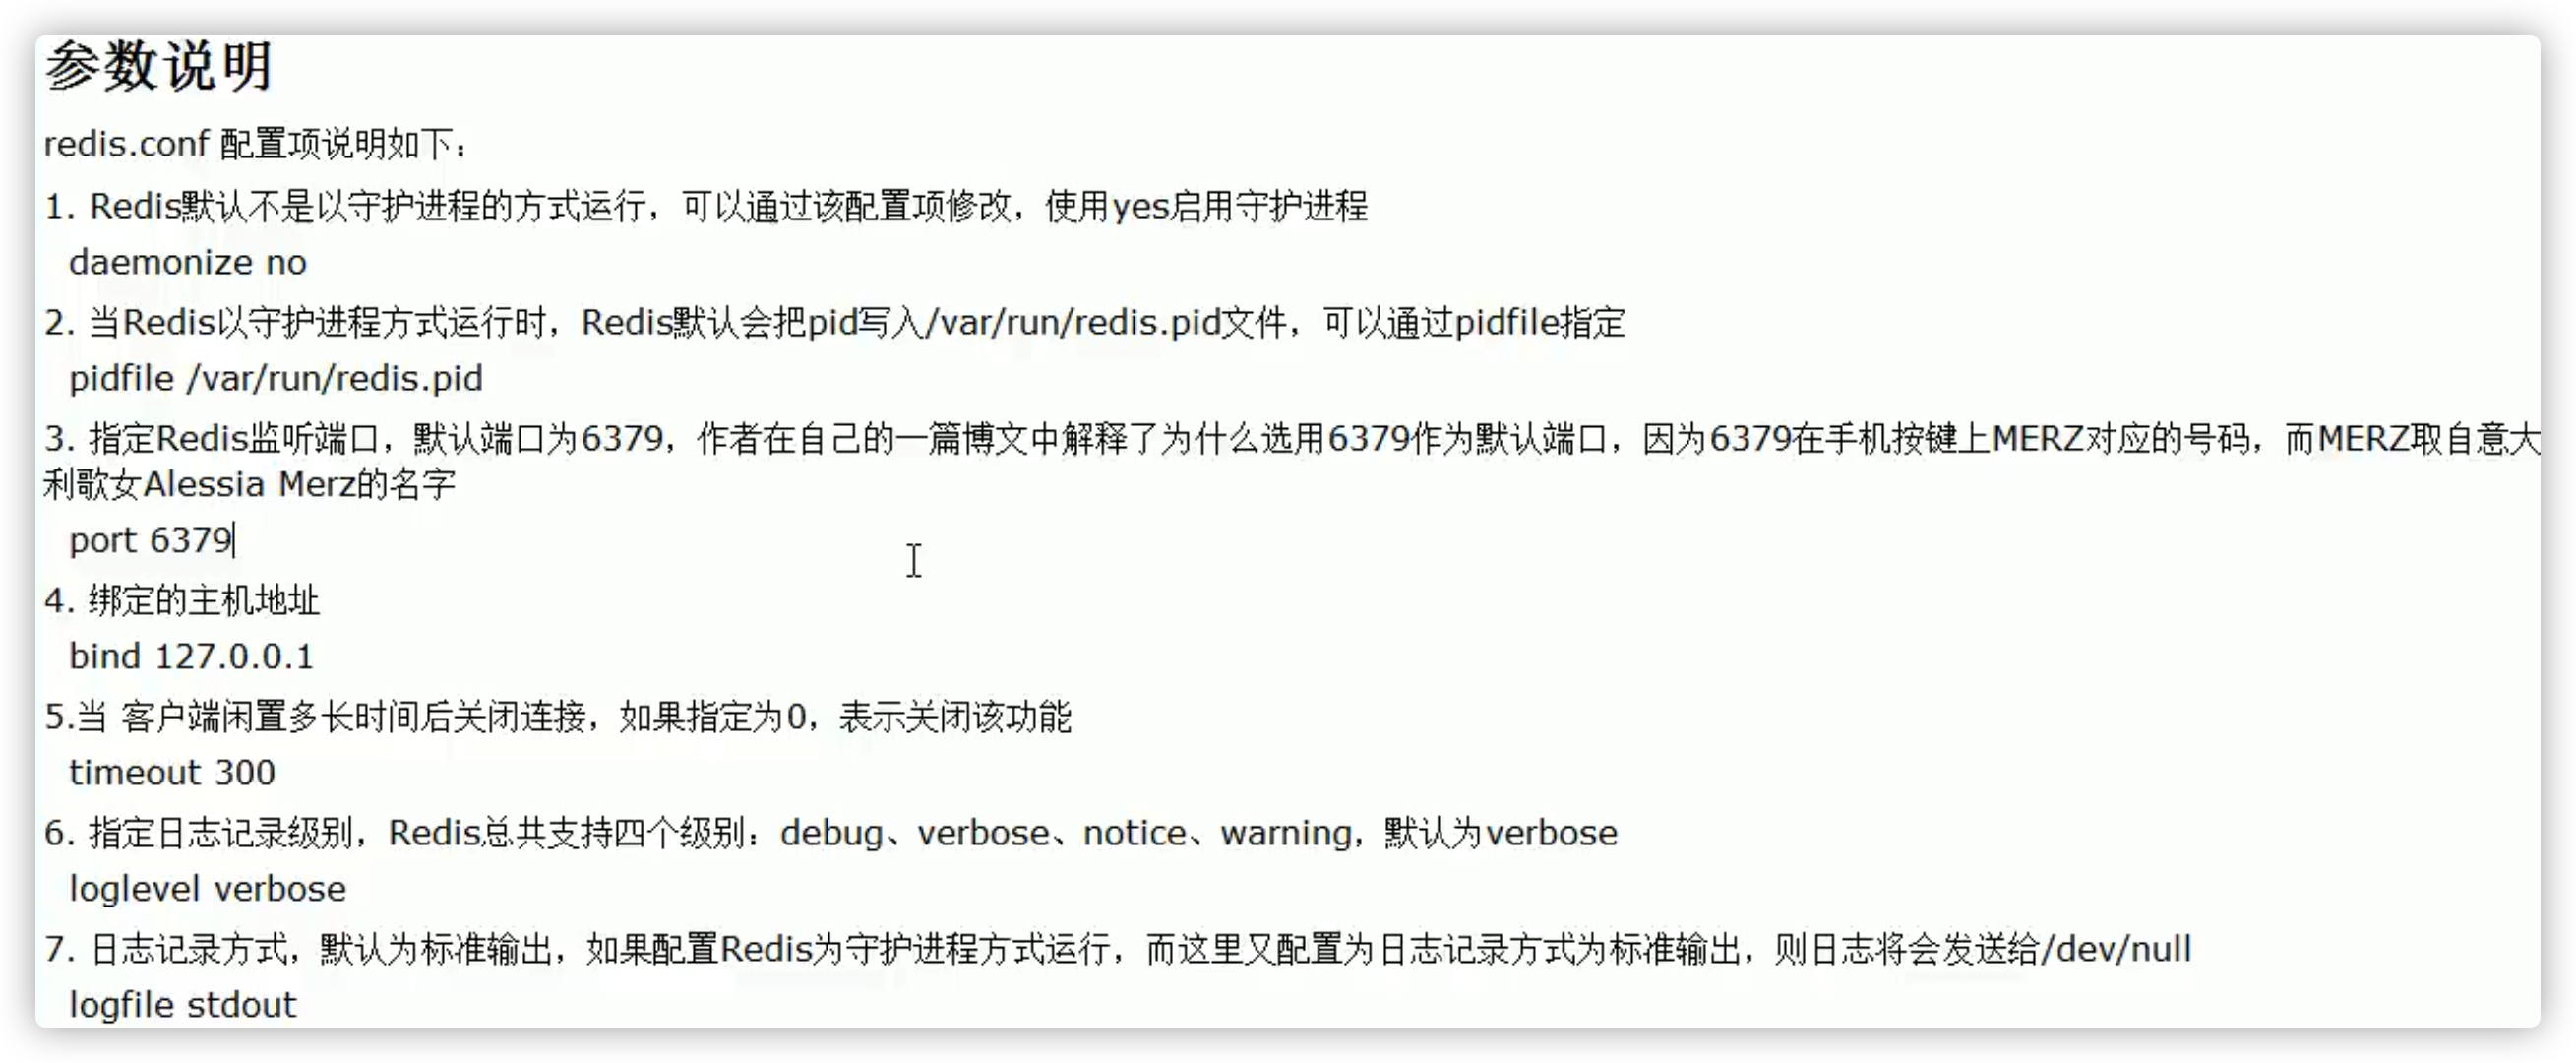 参数说明
redis.conf 配置项说明如下：
1. Redis默认不是以守护进程的方式运行，可以通过该配置项修改，使用yes启用守护进程
daemonize no
2. 当Redis以守护进程方式运行时，Redis默认会把pid写入/var/run/redis.pid文件，可以通过pidfile指定
pidfile /var/run/redis.pid
3. 指定Redis监听端口，默认端口为6379，作者在自己的一篇博文中解释了为什么选用6379作为默认端口，因为6379在手机按键上MERZ对应的号码，而MERZ取自意大
利歌女Alessia Merz的名字
port 6379
4. 绑定的主机地址
bind 127.0.0.1
5.当 客户端闲置多长时间后关闭连接，如果指定为0，表示关闭该功能
timeout 300
6. 指定日志记录级别，Redis总共支持四个级别：debug、verbose、notice、warning，默认为verbose
loglevel verbose
7. 日志记录方式，默认为标准输出，如果配置Redis为守护进程方式运行，而这里又配置为日志记录方式为标准输出，则日志将会发送给/dev/null
logfile stdout